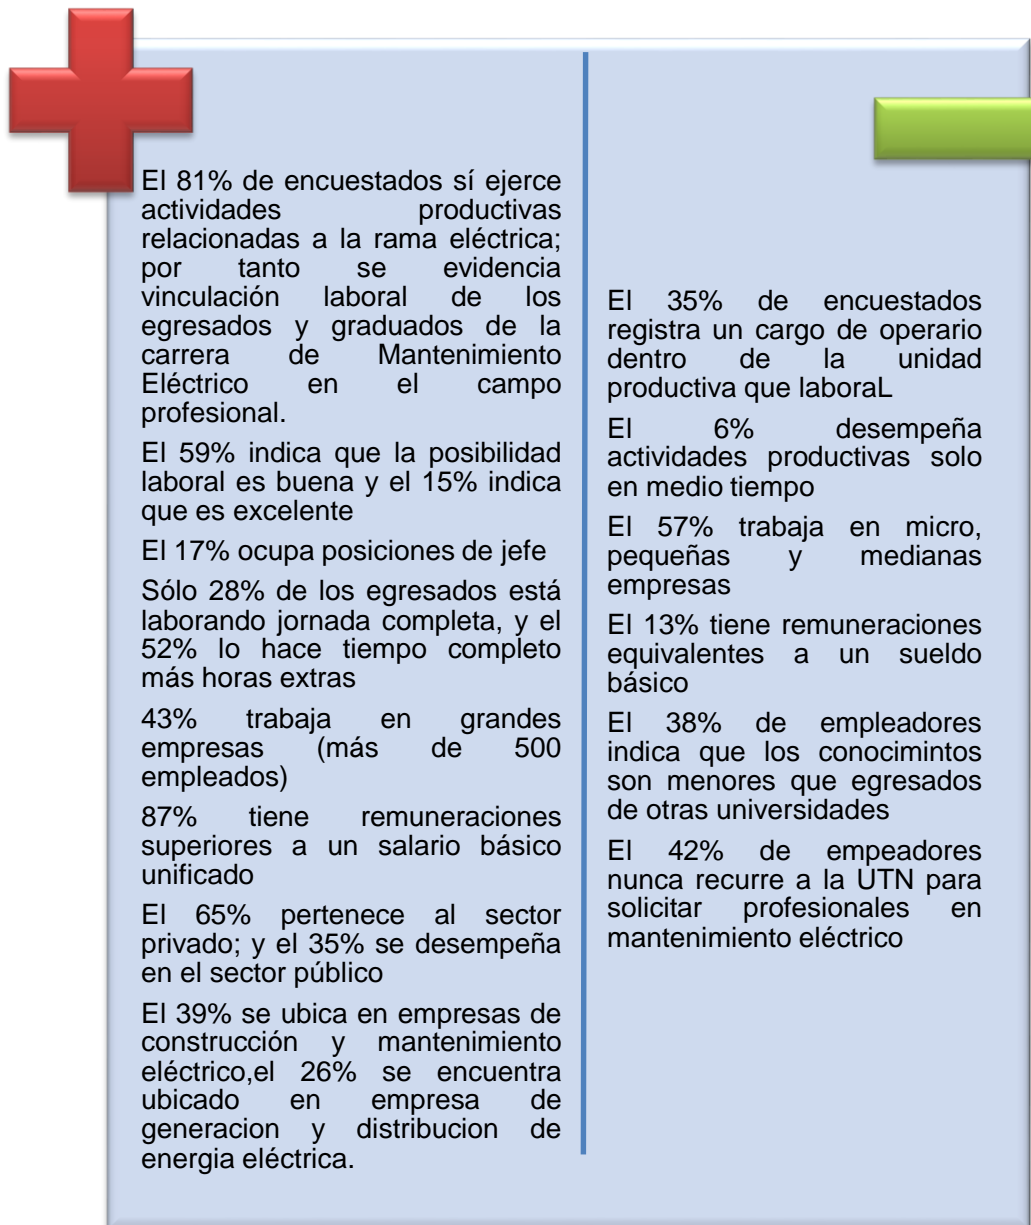 El 81% de encuestados sí ejerce
actividades productivas
relacionadas a la rama eléctrica;
por tanto se evidencia
vinculación laboral de los
egresados y graduados de la
carrera de Mantenimiento
Eléctrico en el campo
profesional.
El 59% indica que la posibilidad
laboral es buena y el 15% indica
que es excelente
El 17% ocupa posiciones de jefe
Sólo 28% de los egresados está
laborando jornada completa, y el
52% lo hace tiempo completo
más horas extras
43% trabaja en grandes
empresas (más de 500
empleados)
87% tiene remuneraciones
superiores a un salario básico
unificado
El 65% pertenece al sector
privado; y el 35% se desempeña
en el sector público
El 39% se ubica en empresas de
construcción y mantenimiento
eléctrico,el 26% se encuentra
ubicado en empresa de
generacion y distribucion de
energia eléctrica.
El 35% de encuestados
registra un cargo de operario
dentro de la unidad
productiva que laboraL
El 6% desempeña
actividades productivas solo
en medio tiempo
El 57% trabaja en micro,
pequeñas y medianas
empresas
El 13% tiene remuneraciones
equivalentes a un sueldo
básico
El 38% de empleadores
indica que los conocimintos
son menores que egresados
de otras universidades
El 42% de empeadores
nunca recurre a la UTN para
solicitar profesionales en
mantenimiento eléctrico